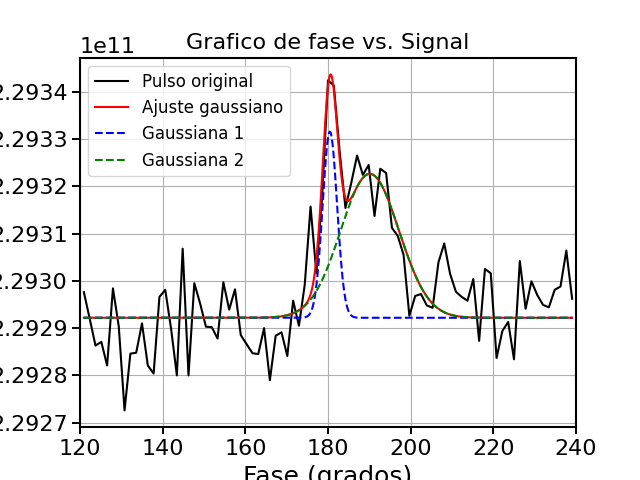 Grafico de fase vs. Signal
1e11
Pulso original
Ajuste gaussiano
Gaussiana 1
Gaussiana 2
2.2934
2.2933
2.2932
2.2931
2.2930
2.2929
2.2928
2.2927
120 140 160 180 200 220 240
Fase (grados)